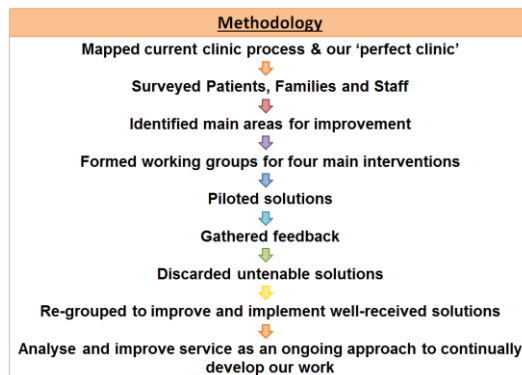 Methodology
Mapped current clinic process & our ‘perfect clinic’
Surveyed Patients, Families and Staff
Identified main areas for improvement
Formed working groups for four main interventions
Piloted solutions
Gathered feedback
Discarded untenable solutions
Re-grouped to improve and implement well-received solutions
Analyse and improve service as an ongoing approach to continually
develop our work